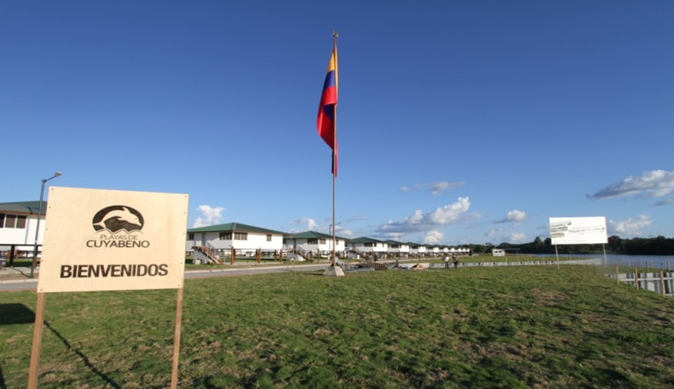 PLAYAS DE
CUYABENO
BIENVENIDOS